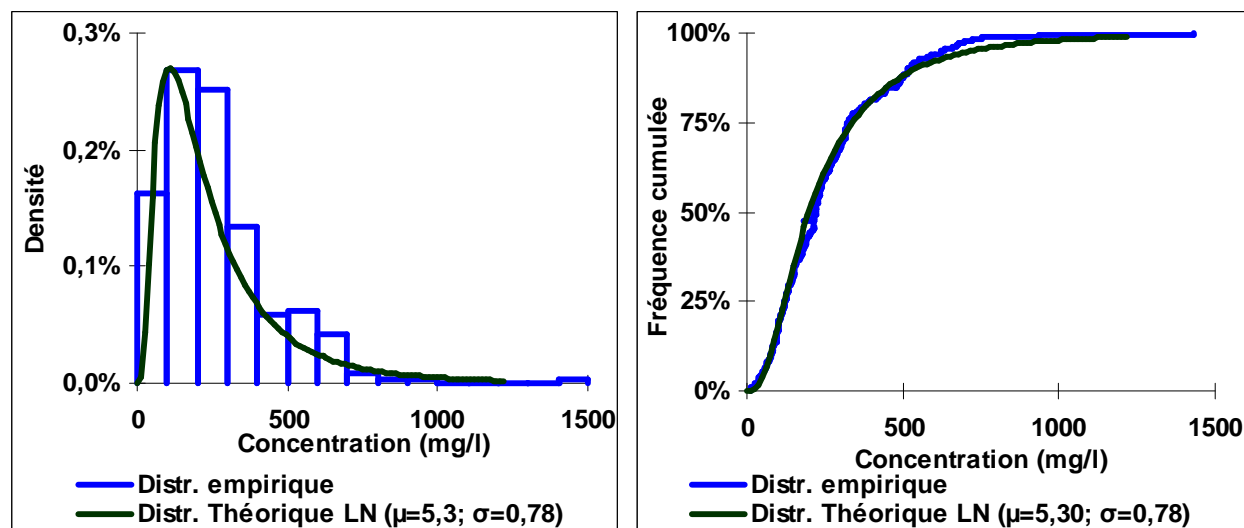 0,3%
0,2%
0,1%
0,0%
Densité
0
500
1000
1500
Concentration (mg/l)
Distr. empirique
Distr. Théorique LN (µ=5,3; σ=0,78)
100%
75%
50%
25%
0%
Fréquence cumulée
0
500
1000
1500
Concentration (mg/l)
Distr. empirique
Distr. Théorique LN (µ=5,30; σ=0,78)